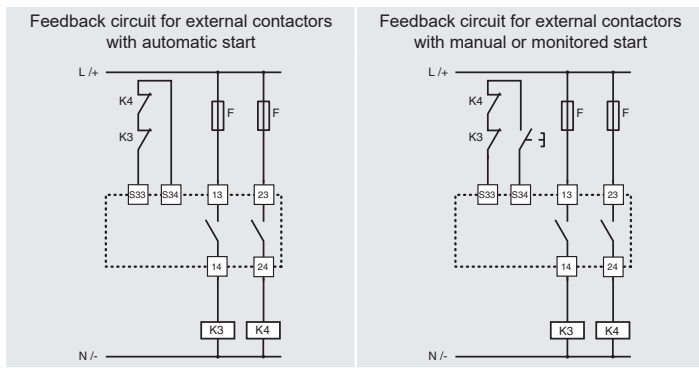 Feedback circuit for external contactors
with automatic start
L /+
K4
K3
F
F
S33
S34
13
23
14
24
K3
K4
N /-
Feedback circuit for external contactors
with manual or monitored start
L /+
K4
K3
F
F
S33
S34
13
23
14
24
K3
K4
N /-